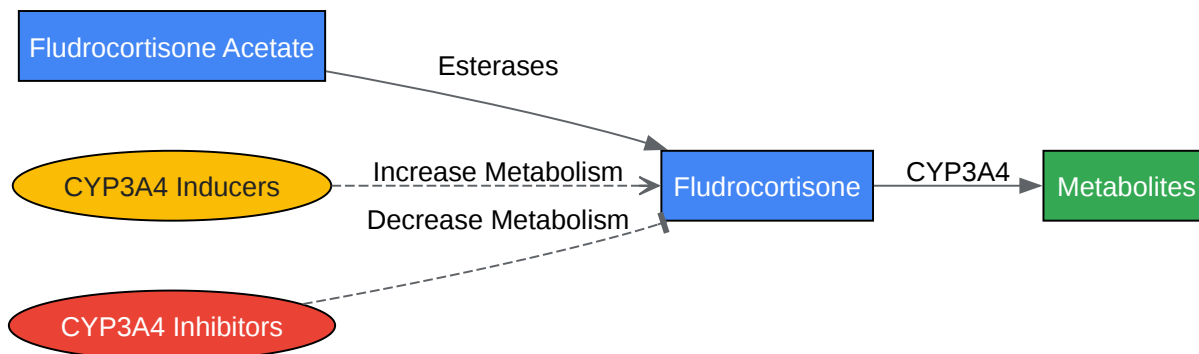 Fludrocortisone Acetate
Esterases
CYP3A4 Inducers
Increase Metabolism
Fludrocortisone
CYP3A4
Metabolites
Decrease Metabolism
CYP3A4 Inhibitors